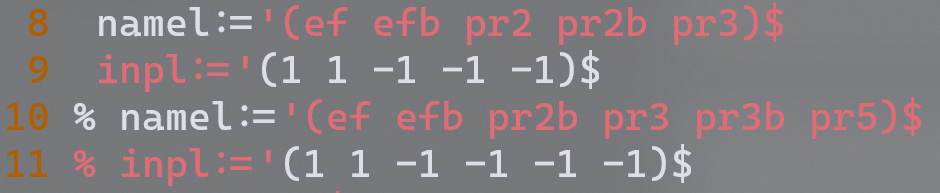 8 namel:='(ef efb pr2 pr2b pr3)$
9 inpl:='(1 1 -1 -1 -1)$
10 % namel:='(ef efb pr2b pr3 pr3b pr5)$
11 % inpl:='(1 1 -1 -1 -1 -1)$